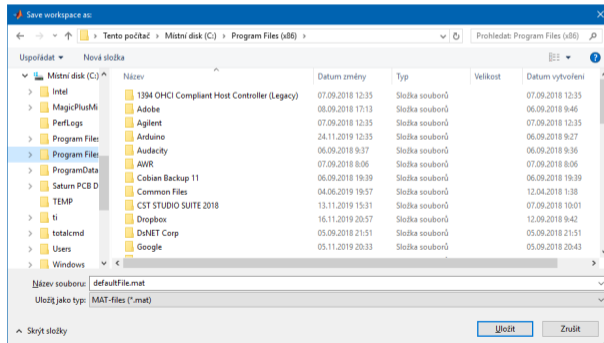 Save workspace as:
Tento počítač › Místní disk (C:) › Program Files (x86) ›
Prohledat: Program Files (x86)
Uspořádat
Nová složka
Název Datum změny Typ Velikost Datum vytvoření
Místní disk (C:)
Intel
MagicPlusMi
PerfLogs
Program Files
Program Files
ProgramData
Saturn PCB D
TEMP
ti
totalcmd
Users
Windows
1394 OHCI Compliant Host Controller (Legacy) 07.09.2018 12:35 Složka souborů 07.09.2018 12:35
Adobe 08.09.2018 17:13 Složka souborů 06.09.2018 9:46
Agilent 07.09.2018 12:35 Složka souborů 07.09.2018 12:35
Arduino 24.11.2019 12:35 Složka souborů 06.09.2018 9:27
Audacity 06.09.2018 9:37 Složka souborů 06.09.2018 9:36
AWR 07.09.2018 8:06 Složka souborů 07.09.2018 8:06
Cobian Backup 11 06.09.2018 19:39 Složka souborů 06.09.2018 19:39
Common Files 04.06.2019 19:57 Složka souborů 12.04.2018 1:38
CST STUDIO SUITE 2018 13.11.2019 15:31 Složka souborů 07.09.2018 10:01
Dropbox 16.11.2019 20:57 Složka souborů 12.09.2018 9:42
DsNET Corp 05.09.2018 21:51 Složka souborů 05.09.2018 21:51
Google 05.11.2019 20:33 Složka souborů 05.09.2018 20:43
Název souboru: defaultFile.mat
Uložit jako typ: MAT-files (*.mat)
Skrýt složky
Uložit
Zrušit